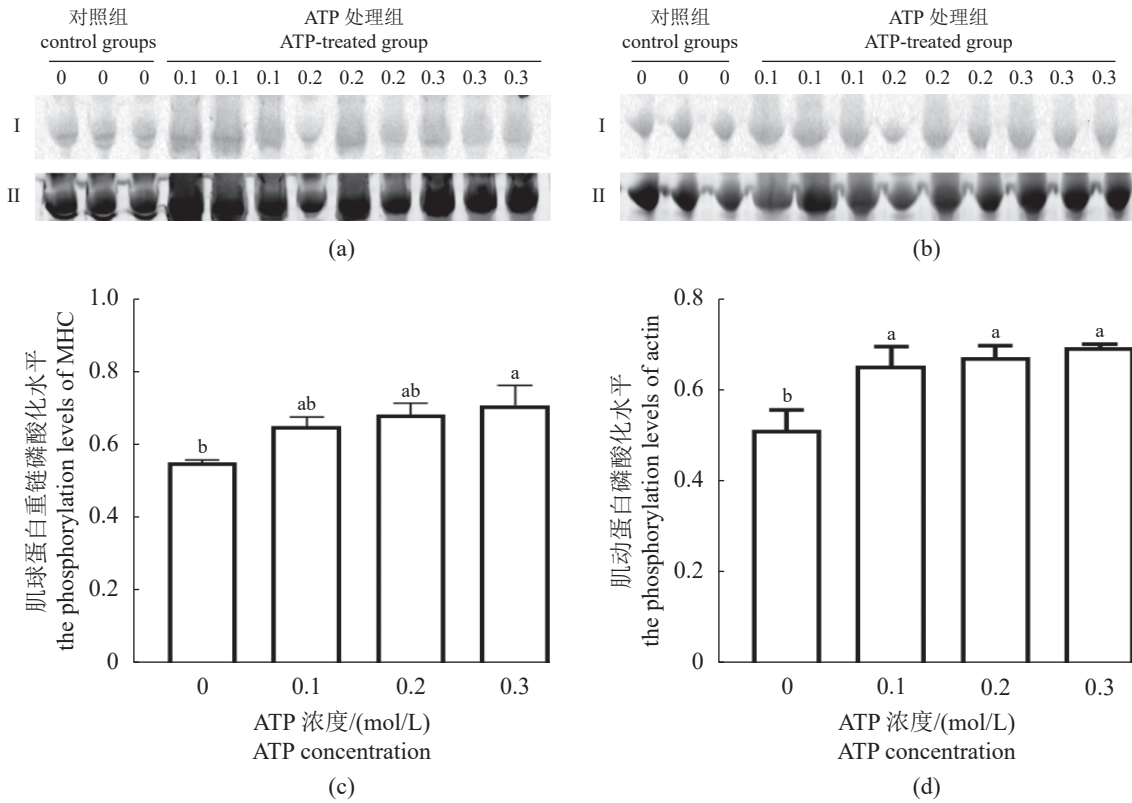 对照组
control groups
ATP 处理组
ATP-treated group
0 0 0 0.1 0.1 0.1 0.2 0.2 0.2 0.3 0.3 0.3
I
II
(a)
对照组
control groups
ATP 处理组
ATP-treated group
0 0 0 0.1 0.1 0.1 0.2 0.2 0.2 0.3 0.3 0.3
I
II
(b)
肌球蛋白重链磷酸化水平
the phosphorylation levels of MHC
1.0
0.8
0.6
0.4
0.2
0
b
ab
ab
a
0 0.1 0.2 0.3
ATP 浓度/(mol/L)
ATP concentration
(c)
肌动蛋白磷酸化水平
the phosphorylation levels of actin
0.8
0.6
0.4
0.2
0
b
a
a
a
0 0.1 0.2 0.3
ATP 浓度/(mol/L)
ATP concentration
(d)